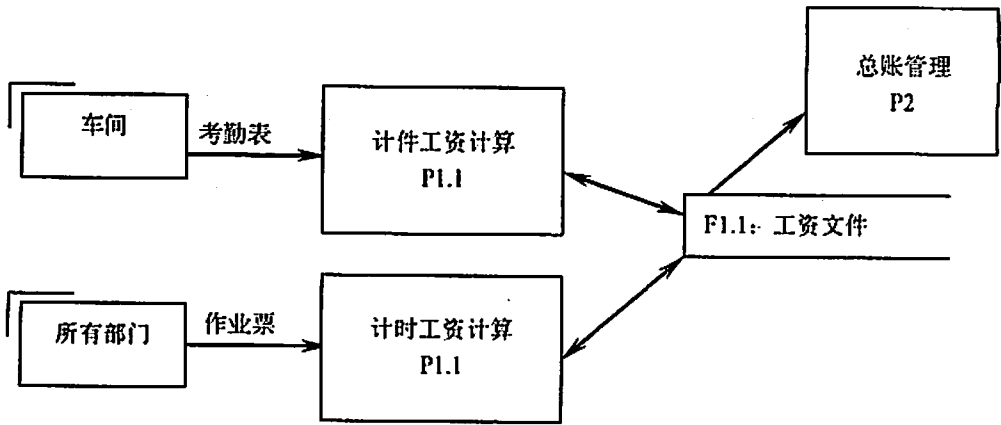 总账管理
P2
车间
考勤表
计件工资计算
P1.1
F1.1：工资文件
所有部门
作业票
计时工资计算
P1.1